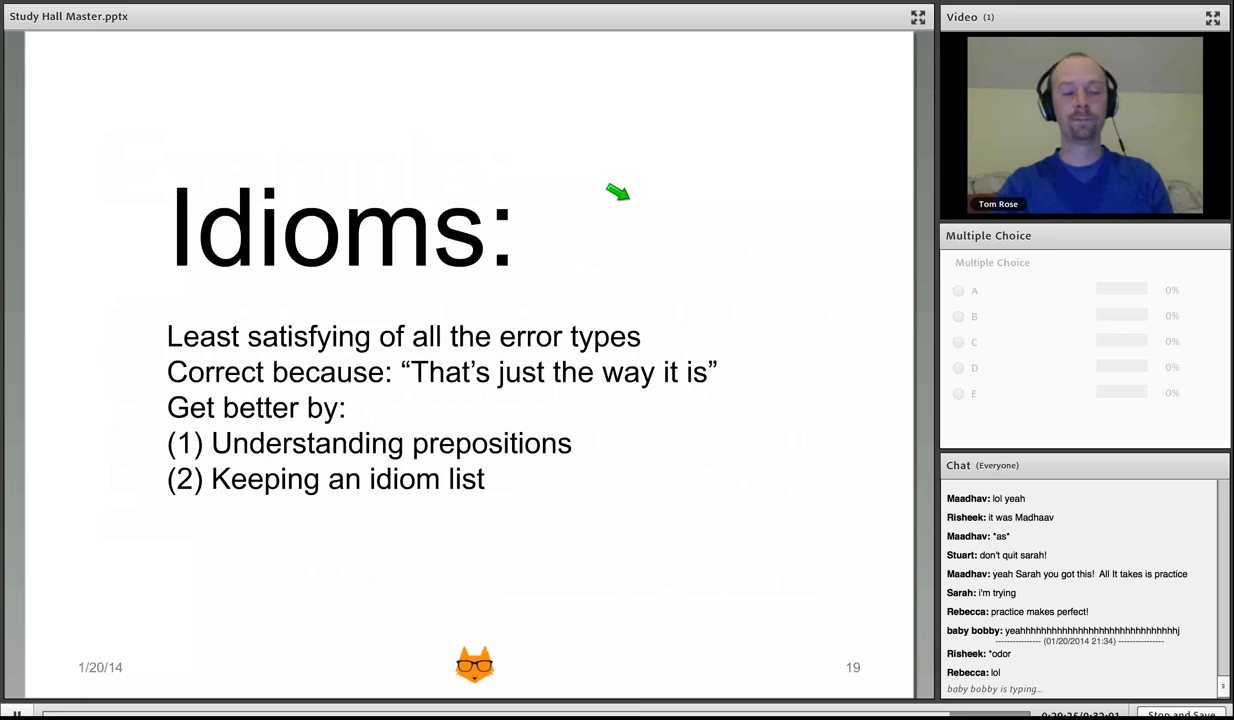 Study Hall Master.pptx
Idioms:
Least satisfying of all the error types
Correct because: “That’s just the way it is”
Get better by:
(1) Understanding prepositions
(2) Keeping an idiom list
1/20/14
19
Video (1)
Tom Rose
Multiple Choice
Multiple Choice
A 0%
B 0%
C 0%
D 0%
E 0%
Chat (Everyone)
Maadhav: lol yeah
Risheek: it was Madhaav
Maadhav: *as*
Stuart: don't quit sarah!
Maadhav: yeah Sarah you got this! All It takes is practice
Sarah: i'm trying
Rebecca: practice makes perfect!
baby bobby: yeahhhhhhhhhhhhhhhhhhhhhhhhhhhhj
---------------- (01/20/2014 21:34) ----------------
Risheek: *odor
Rebecca: lol
baby bobby is typing...
Stop and Save